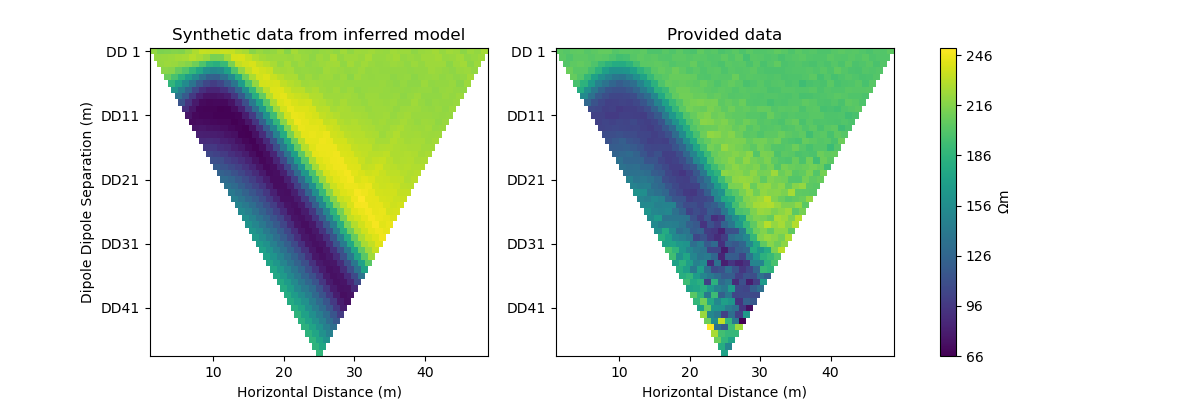 Synthetic data from inferred model
Provided data
Dipole Dipole Separation (m)
DD 1
DD11
DD21
DD31
DD41
10 20 30 40
Horizontal Distance (m)
DD 1
DD11
DD21
DD31
DD41
10 20 30 40
Horizontal Distance (m)
246
216
186
156
126
96
66
Ωm